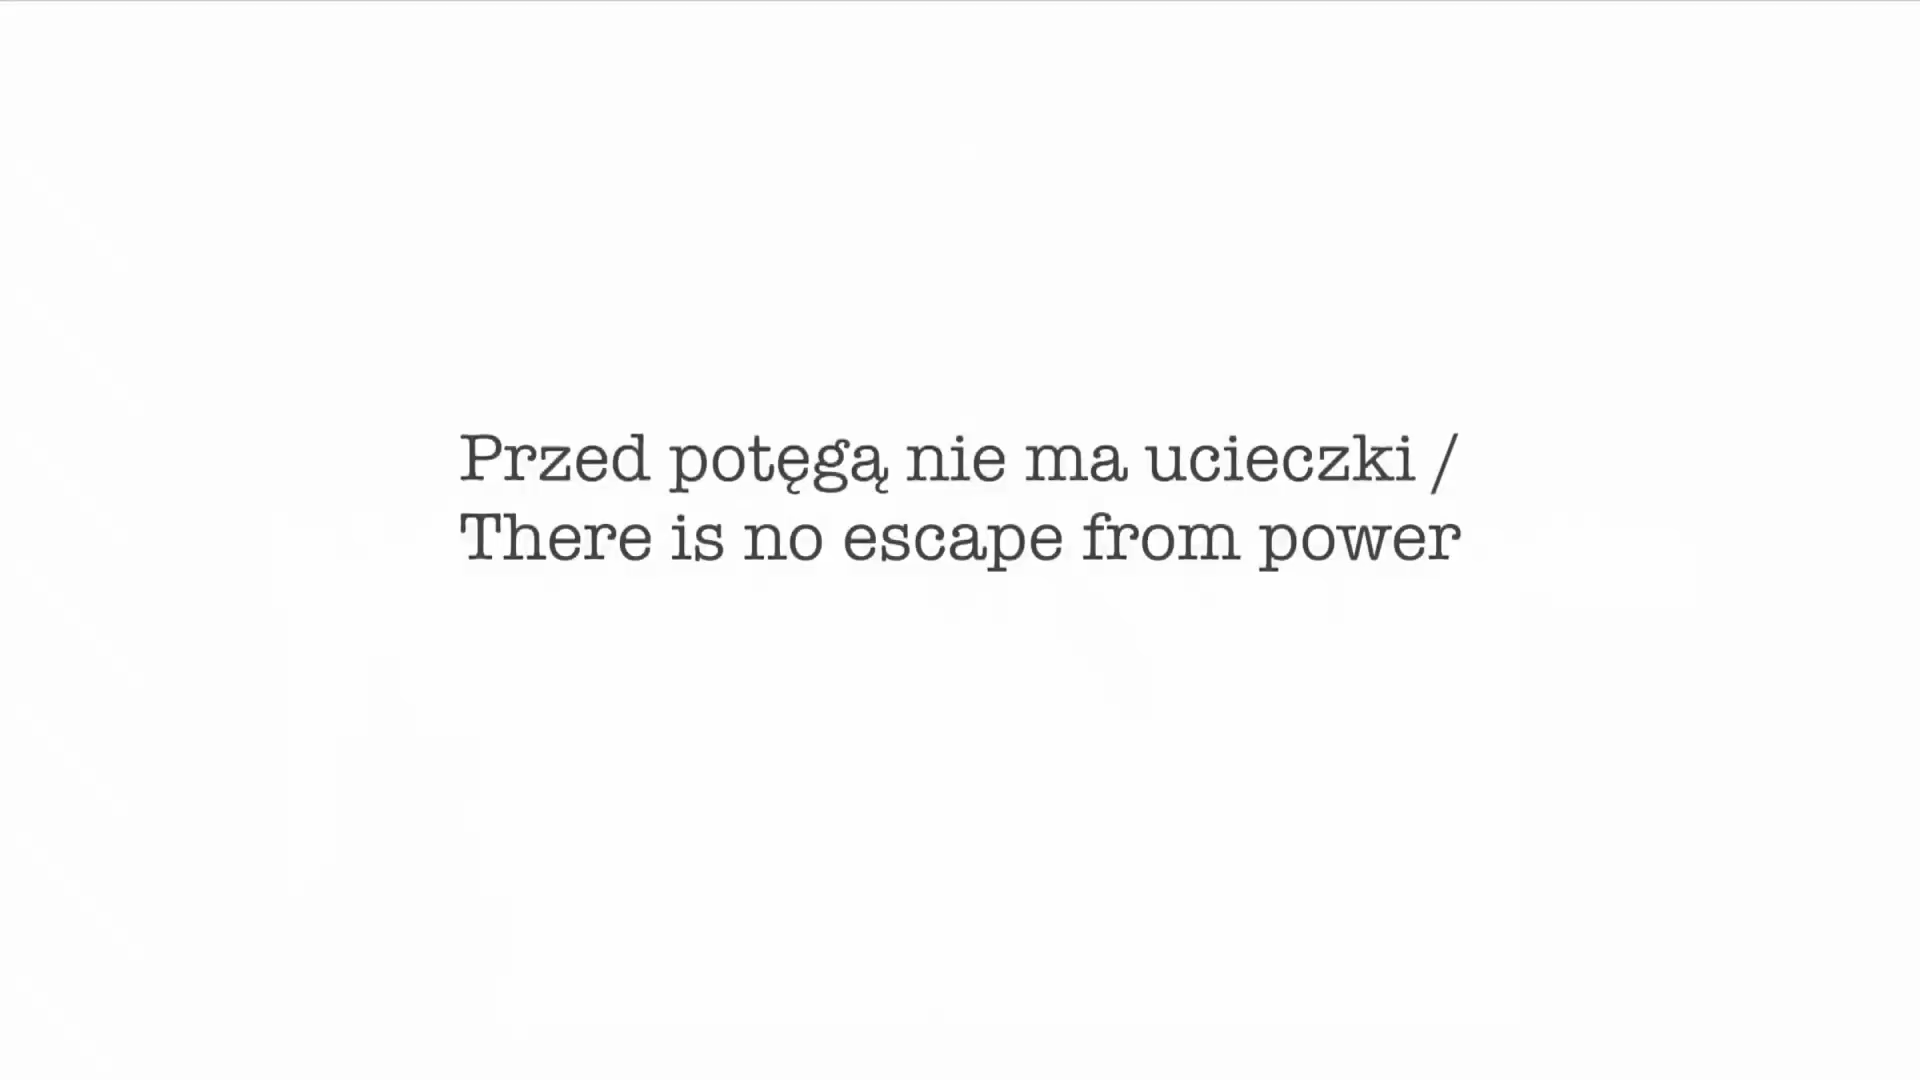 Przed potęgą nie ma ucieczki /
There is no escape from power